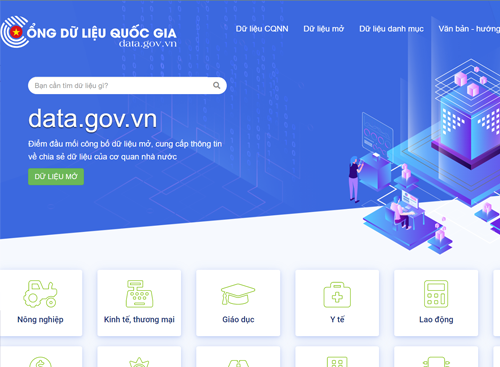 CỔNG DỮ LIỆU QUỐC GIA
data.gov.vn
Dữ liệu CQNN Dữ liệu mở Dữ liệu danh mục Văn bản - hướng
Bạn cần tìm dữ liệu gì?
data.gov.vn
Điểm đầu mối công bố dữ liệu mở, cung cấp thông tin
về chia sẻ dữ liệu của cơ quan nhà nước
DỮ LIỆU MỞ
Nông nghiệp Kinh tế, thương mại Giáo dục Y tế Lao động